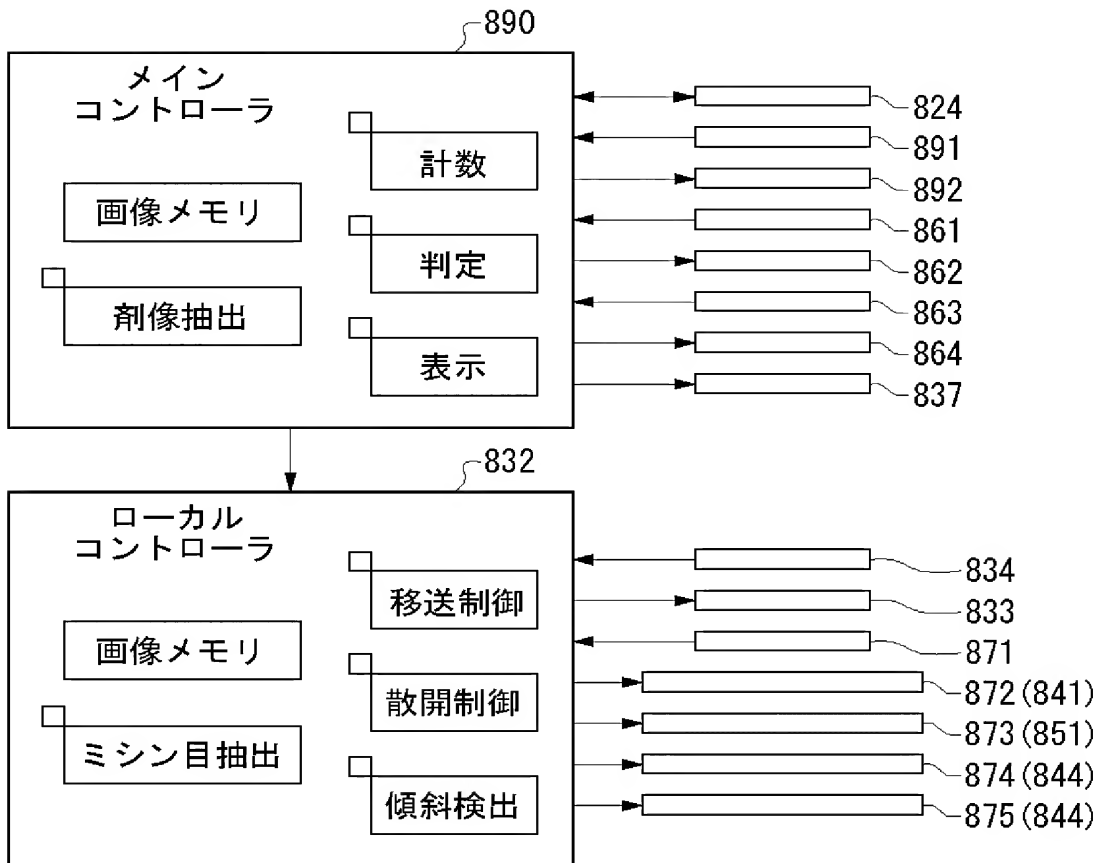 890
メイン
コントローラ
計数
画像メモリ
判定
剤像抽出
表示
824
891
892
861
862
863
864
837
832
ローカル
コントローラ
移送制御
画像メモリ
散開制御
ミシン目抽出
傾斜検出
834
833
871
872(841)
873(851)
874(844)
875(844)